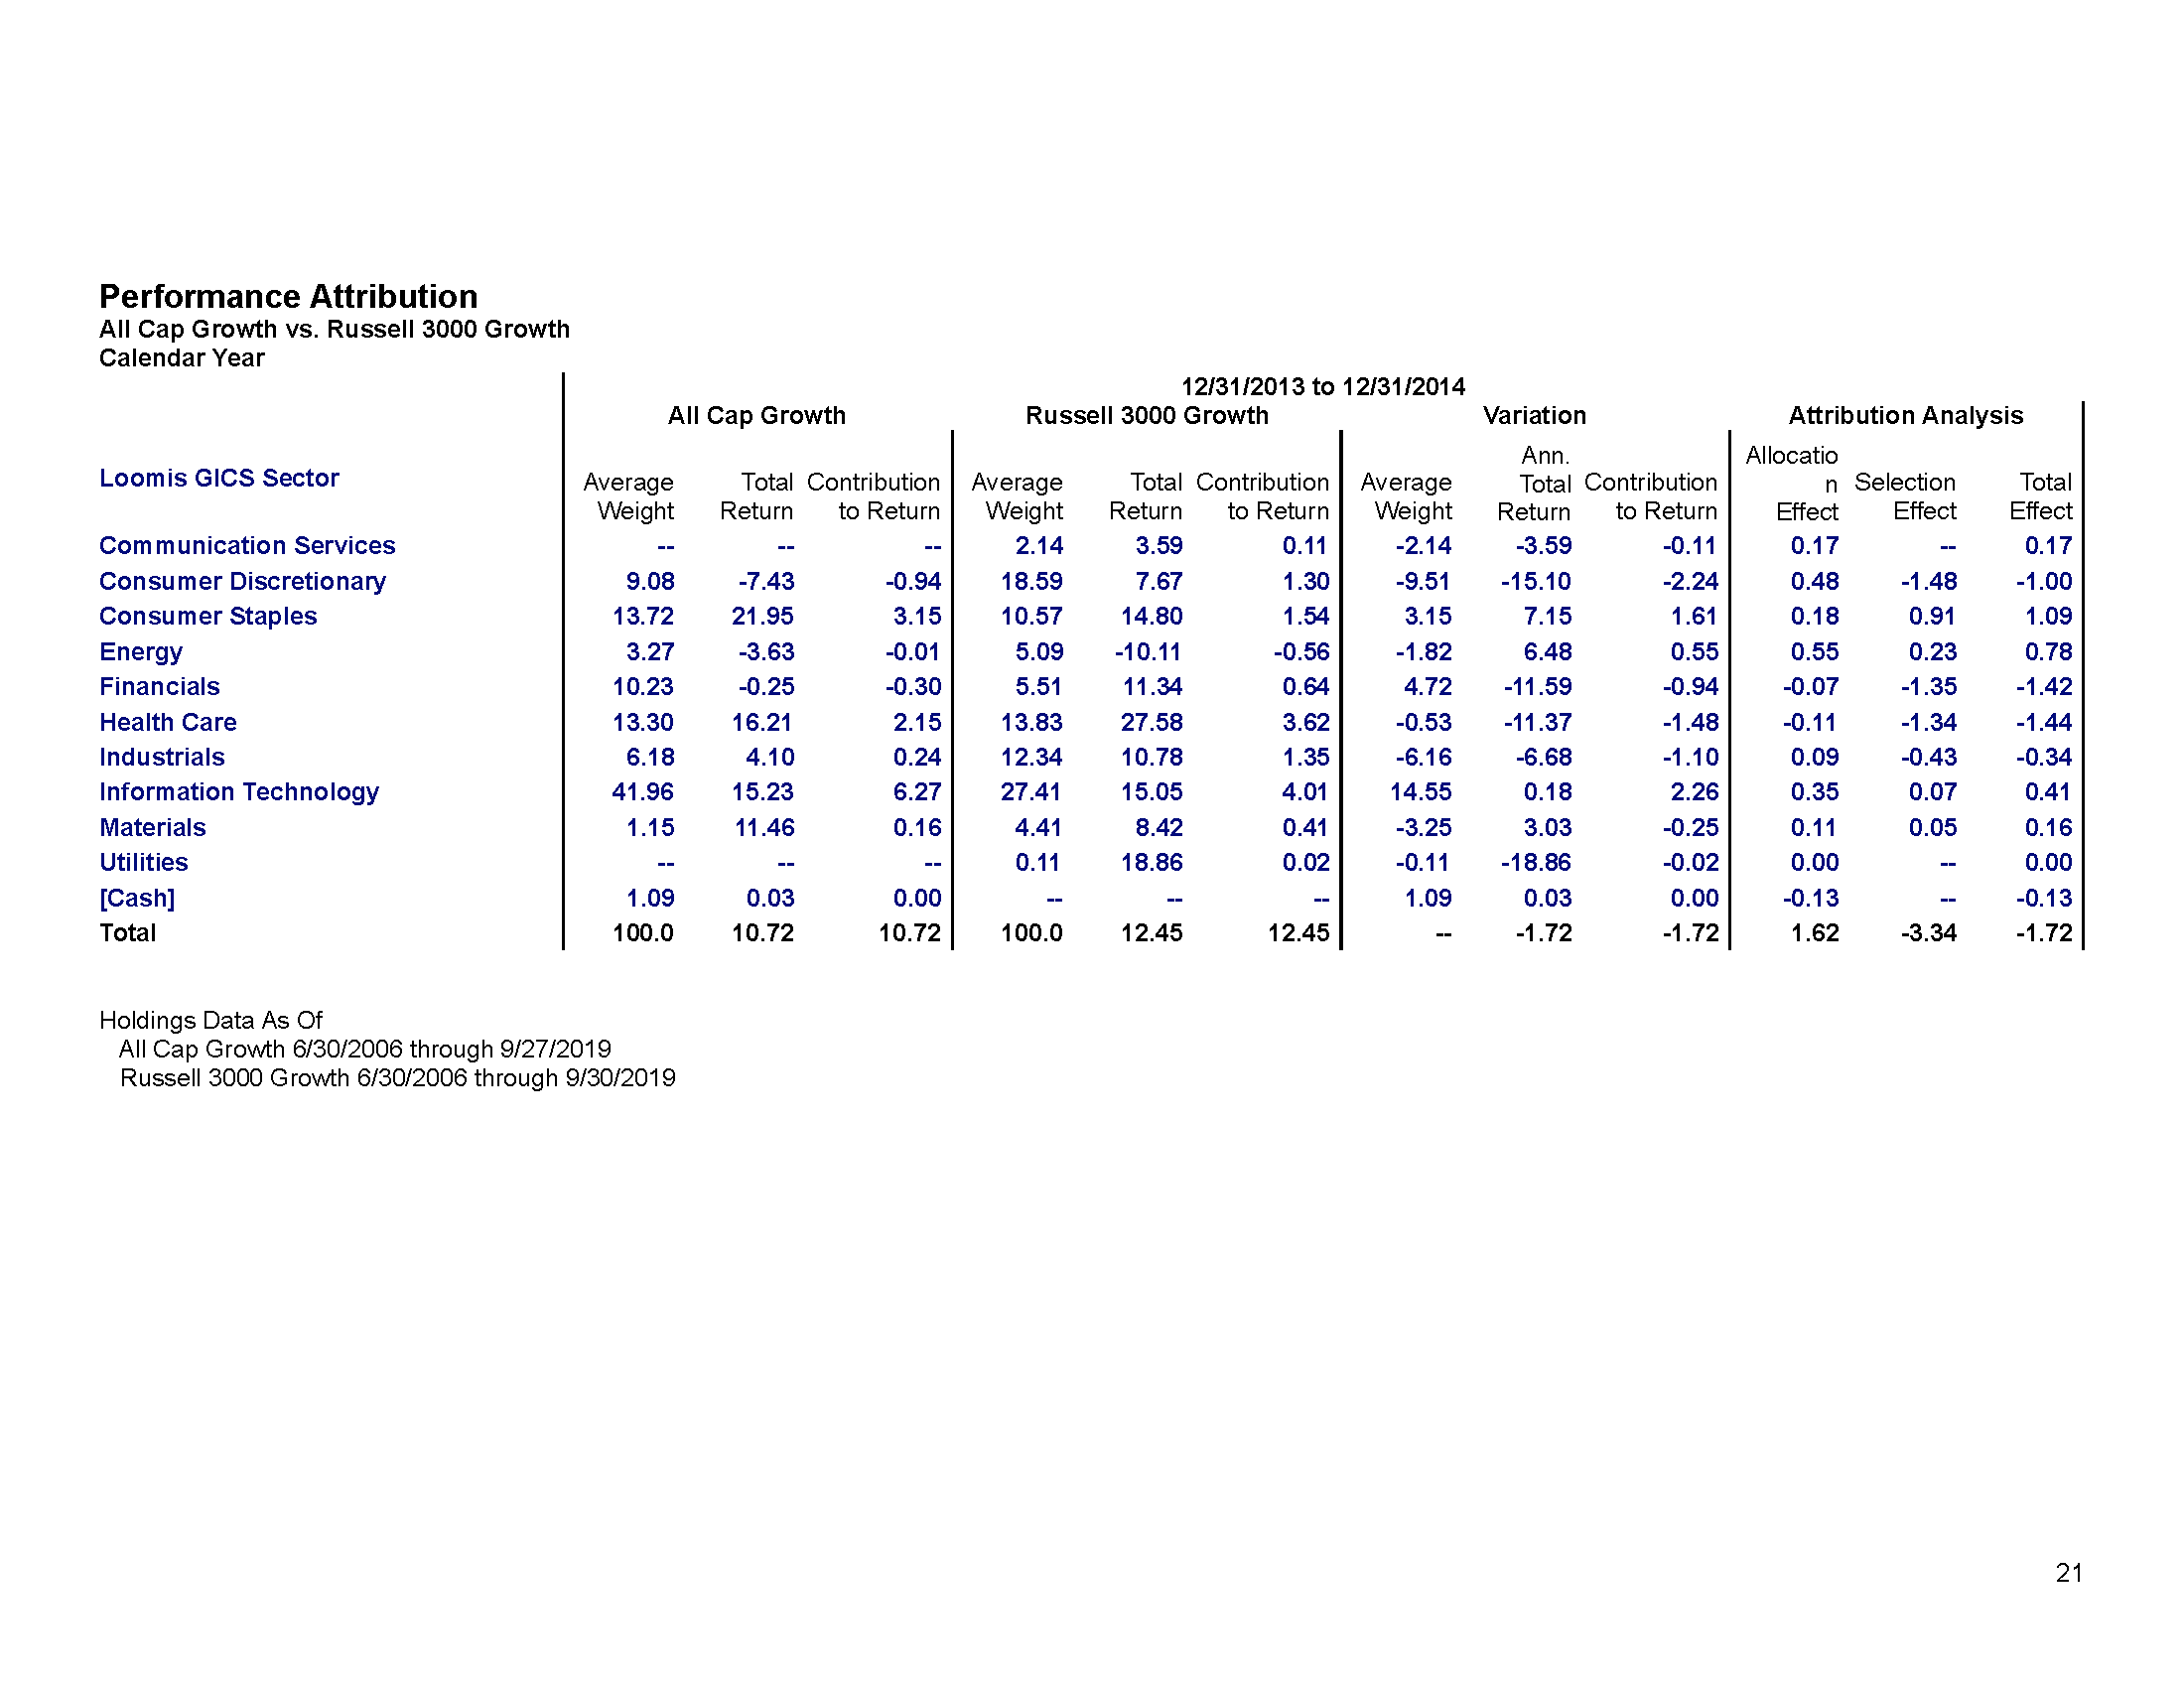 Performance Attribution
All Cap Growth vs. Russell 3000 Growth
Calendar Year
12/31/2013 to 12/31/2014
All Cap Growth Russell 3000 Growth Variation Attribution Analysis
Loomis GICS Sector Average Weight Total Return Contribution to Return Average Weight Total Return Contribution to Return Average Weight Ann. Total Return Contribution to Return Allocatio n Effect Selection Effect Total Effect
Communication Services -- -- -- 2.14 3.59 0.11 -2.14 -3.59 -0.11 0.17 -- 0.17
Consumer Discretionary 9.08 -7.43 -0.94 18.59 7.67 1.30 -9.51 -15.10 -2.24 0.48 -1.48 -1.00
Consumer Staples 13.72 21.95 3.15 10.57 14.80 1.54 3.15 7.15 1.61 0.18 0.91 1.09
Energy 3.27 -3.63 -0.01 5.09 -10.11 -0.56 -1.82 6.48 0.55 0.55 0.23 0.78
Financials 10.23 -0.25 -0.30 5.51 11.34 0.64 4.72 -11.59 -0.94 -0.07 -1.35 -1.42
Health Care 13.30 16.21 2.15 13.83 27.58 3.62 -0.53 -11.37 -1.48 -0.11 -1.34 -1.44
Industrials 6.18 4.10 0.24 12.34 10.78 1.35 -6.16 -6.68 -1.10 0.09 -0.43 -0.34
Information Technology 41.96 15.23 6.27 27.41 15.05 4.01 14.55 0.18 2.26 0.35 0.07 0.41
Materials 1.15 11.46 0.16 4.41 8.42 0.41 -3.25 3.03 -0.25 0.11 0.05 0.16
Utilities -- -- -- 0.11 18.86 0.02 -0.11 -18.86 -0.02 0.00 -- 0.00
[Cash] 1.09 0.03 0.00 -- -- -- 1.09 0.03 0.00 -0.13 -- -0.13
Total 100.0 10.72 10.72 100.0 12.45 12.45 -- -1.72 -1.72 1.62 -3.34 -1.72
Holdings Data As Of
All Cap Growth 6/30/2006 through 9/27/2019
Russell 3000 Growth 6/30/2006 through 9/30/2019
21